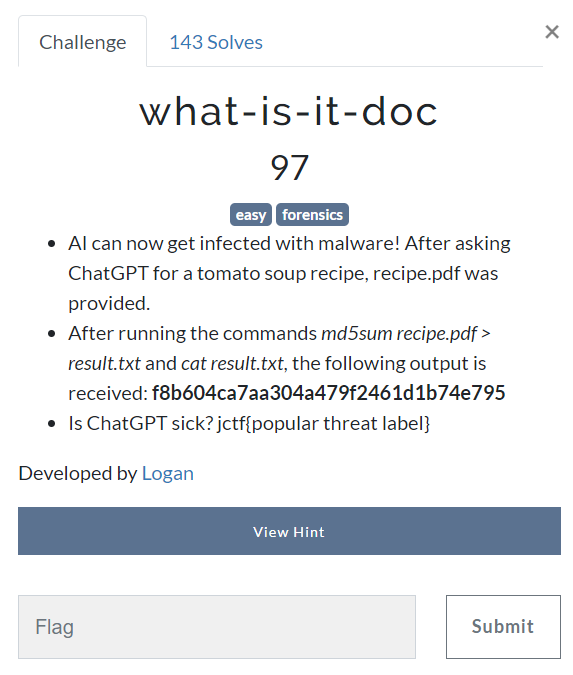 Challenge
143 Solves
×
what-is-it-doc
97
easy forensics
• AI can now get infected with malware! After asking
ChatGPT for a tomato soup recipe, recipe.pdf was
provided.
• After running the commands md5sum recipe.pdf >
result.txt and cat result.txt, the following output is
received: f8b604ca7aa304a479f2461d1b74e795
• Is ChatGPT sick? jctf{popular threat label}
Developed by Logan
View Hint
Flag
Submit